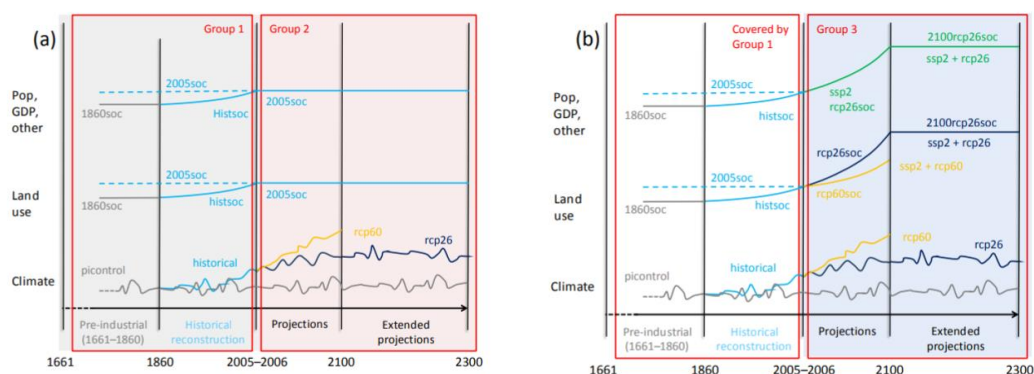 (a)
Group 1
Group 2
Pop,
GDP,
other
2005soc
1860soc
Histsoc
2005soc
Land
use
2005soc
1860soc
histsoc
2005soc
Climate
picontrol
historical
rcp60
rcp26
Pre-industrial
(1661–1860)
Historical
reconstruction
Projections
Extended
projections
1661
1860
2005–2006
2100
2300
(b)
Covered by
Group 1
Group 3
Pop,
GDP,
other
2005soc
1860soc
histsoc
ssp2
rcp26soc
2100rcp26soc
ssp2 + rcp26
Land
use
2005soc
1860soc
histsoc
rcp26soc
rcp60soc
2100rcp26soc
ssp2 + rcp26
ssp2 + rcp60
Climate
picontrol
historical
rcp60
rcp26
Pre-industrial
(1661–1860)
Historical
reconstruction
Projections
Extended
projections
1661
1860
2005–2006
2100
2300